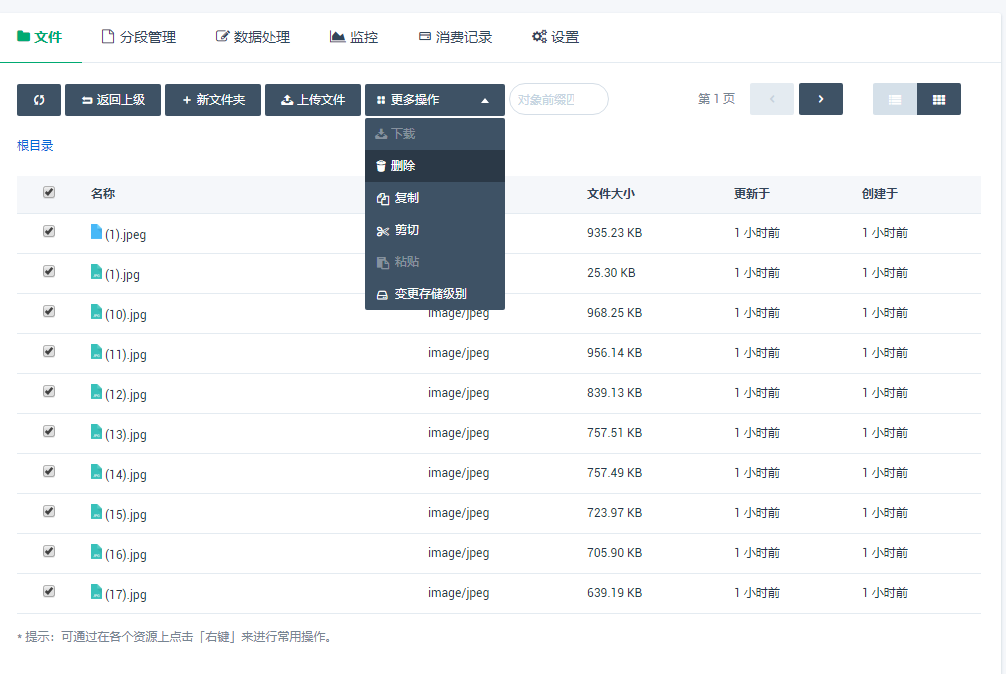 文件 分段管理 数据处理 监控 消费记录 设置
返回上级 新文件夹 上传文件 更多操作 对象前缀匹 第 1 页
下载
删除
复制
剪切
粘贴
变更存储级别
根目录
名称 文件大小 更新于 创建于
(1).jpeg 935.23 KB 1 小时前 1 小时前
(1).jpg 25.30 KB 1 小时前 1 小时前
(10).jpg image/jpeg 968.25 KB 1 小时前 1 小时前
(11).jpg image/jpeg 956.14 KB 1 小时前 1 小时前
(12).jpg image/jpeg 839.13 KB 1 小时前 1 小时前
(13).jpg image/jpeg 757.51 KB 1 小时前 1 小时前
(14).jpg image/jpeg 757.49 KB 1 小时前 1 小时前
(15).jpg image/jpeg 723.97 KB 1 小时前 1 小时前
(16).jpg image/jpeg 705.90 KB 1 小时前 1 小时前
(17).jpg image/jpeg 639.19 KB 1 小时前 1 小时前
* 提示：可通过在各个资源上点击「右键」来进行常用操作。